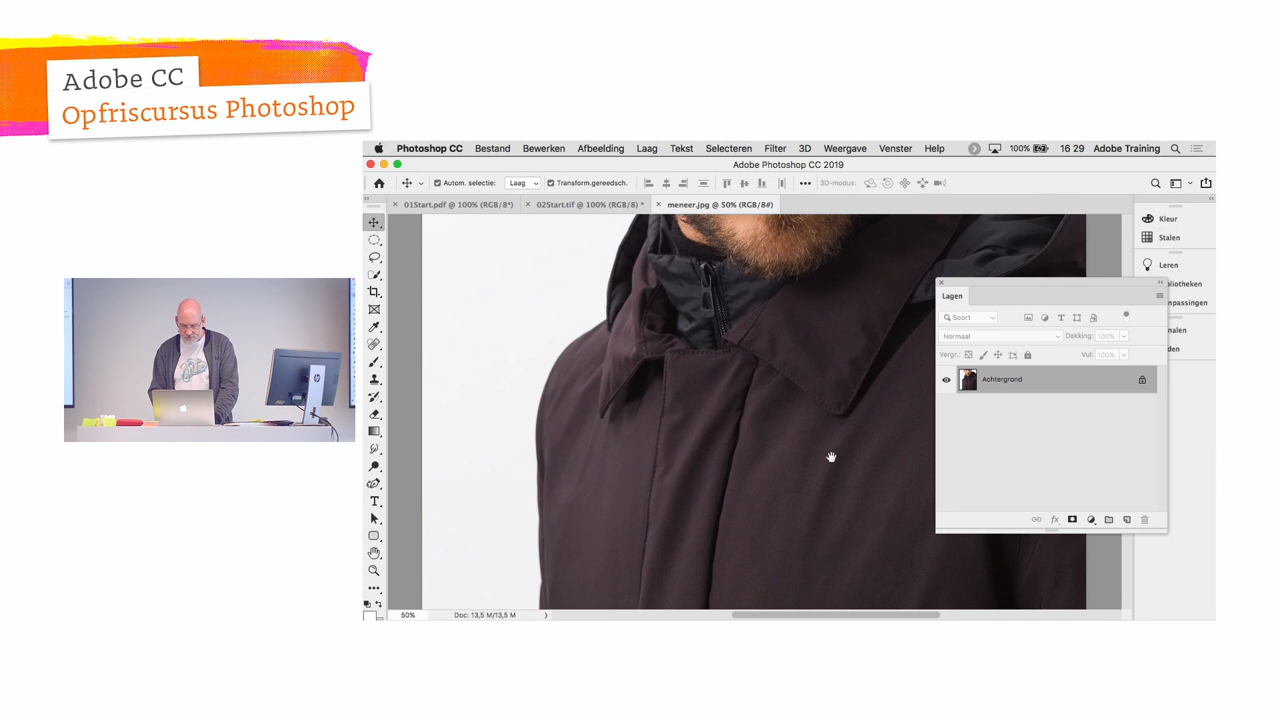 Adobe CC
Opfriscursus Photoshop
Photoshop CC Bestand Bewerken Afbeelding Laag Tekst Selecteren Filter 3D Weergave Venster Help 100% 16 29 Adobe Training
Adobe Photoshop CC 2019
Autom. selectie: Laag Transform.gereedsch. 3D-modus:
01Start.pdf @ 100% (RGB/8*) 02Start.tif @ 100% (RGB/8) * meneer.jpg @ 50% (RGB/8#)
Kleur
Stalen
Leren
bliotheken
npassingen
nalen
den
Lagen
Soort
Normaal Dekking: 100%
Vergr.: Vul: 100%
Achtergrond
fx
50% Doc: 13,5 M/13,5 M